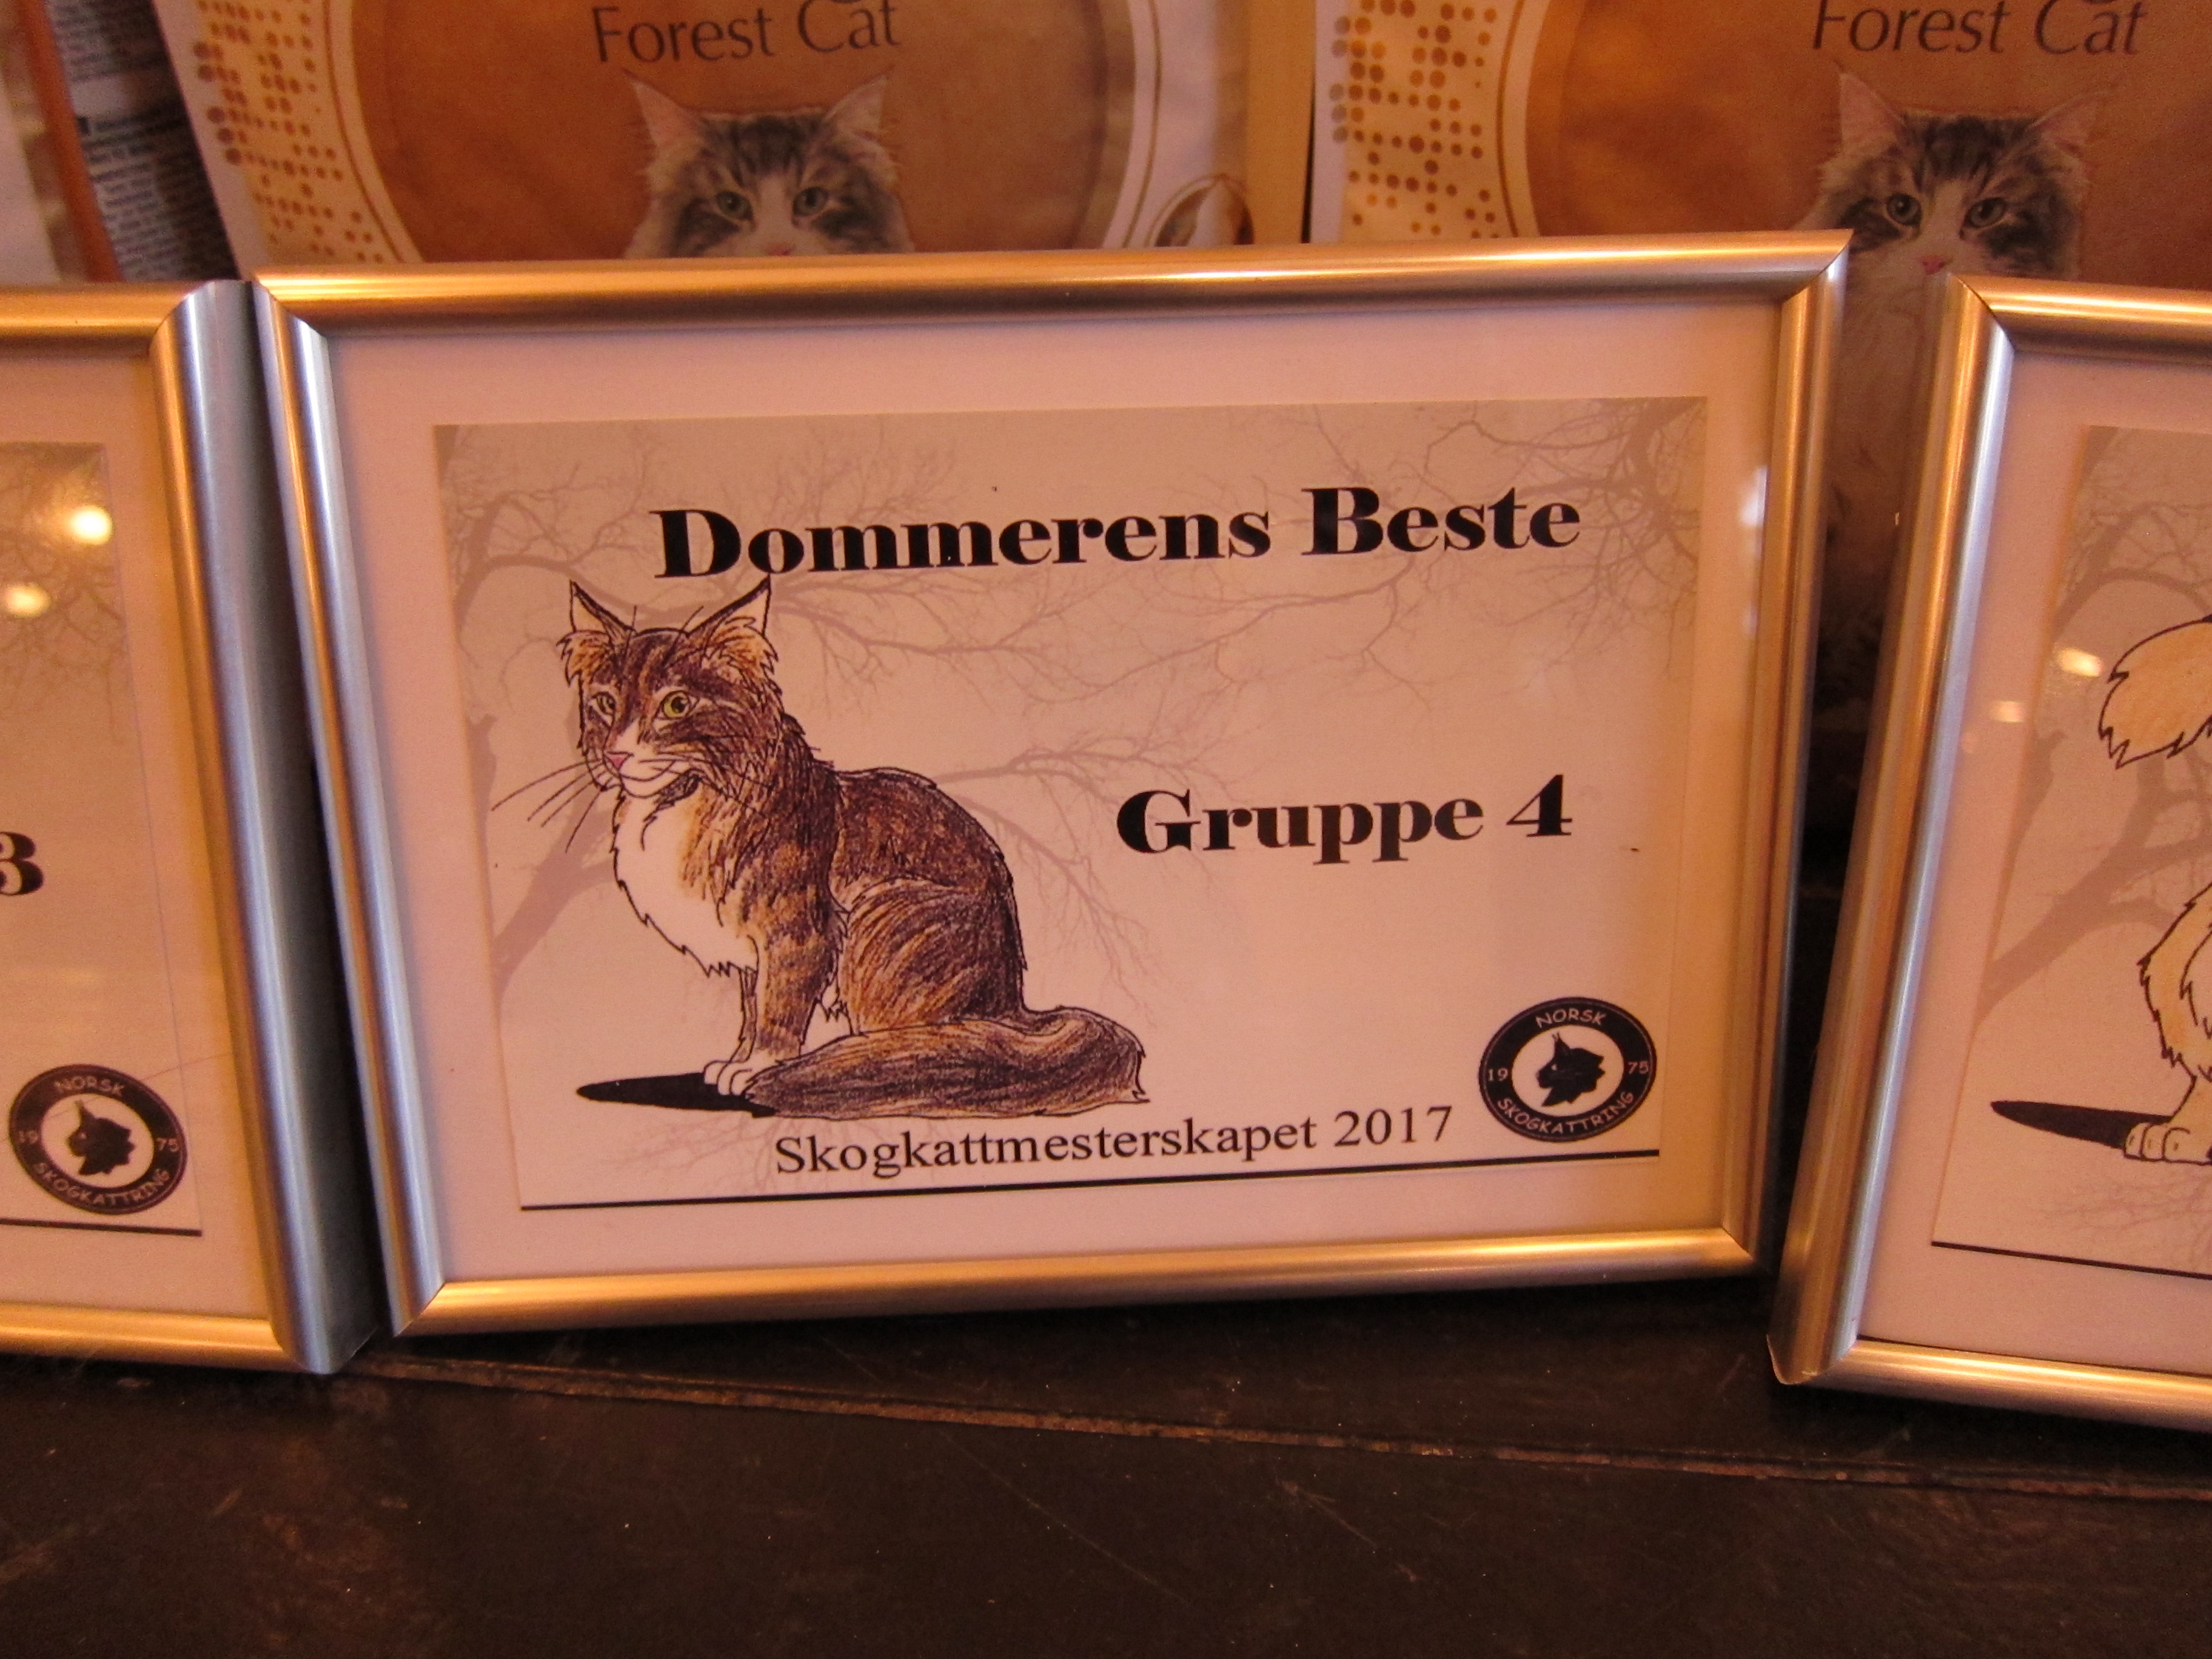 Forest Cat
Forest Cat
Dommerens Beste
Gruppe 4
3
NORSK
19 75
SKOGKATTRING
NORSK
19 75
SKOGKATTRING
Skogkattmesterskapet 2017